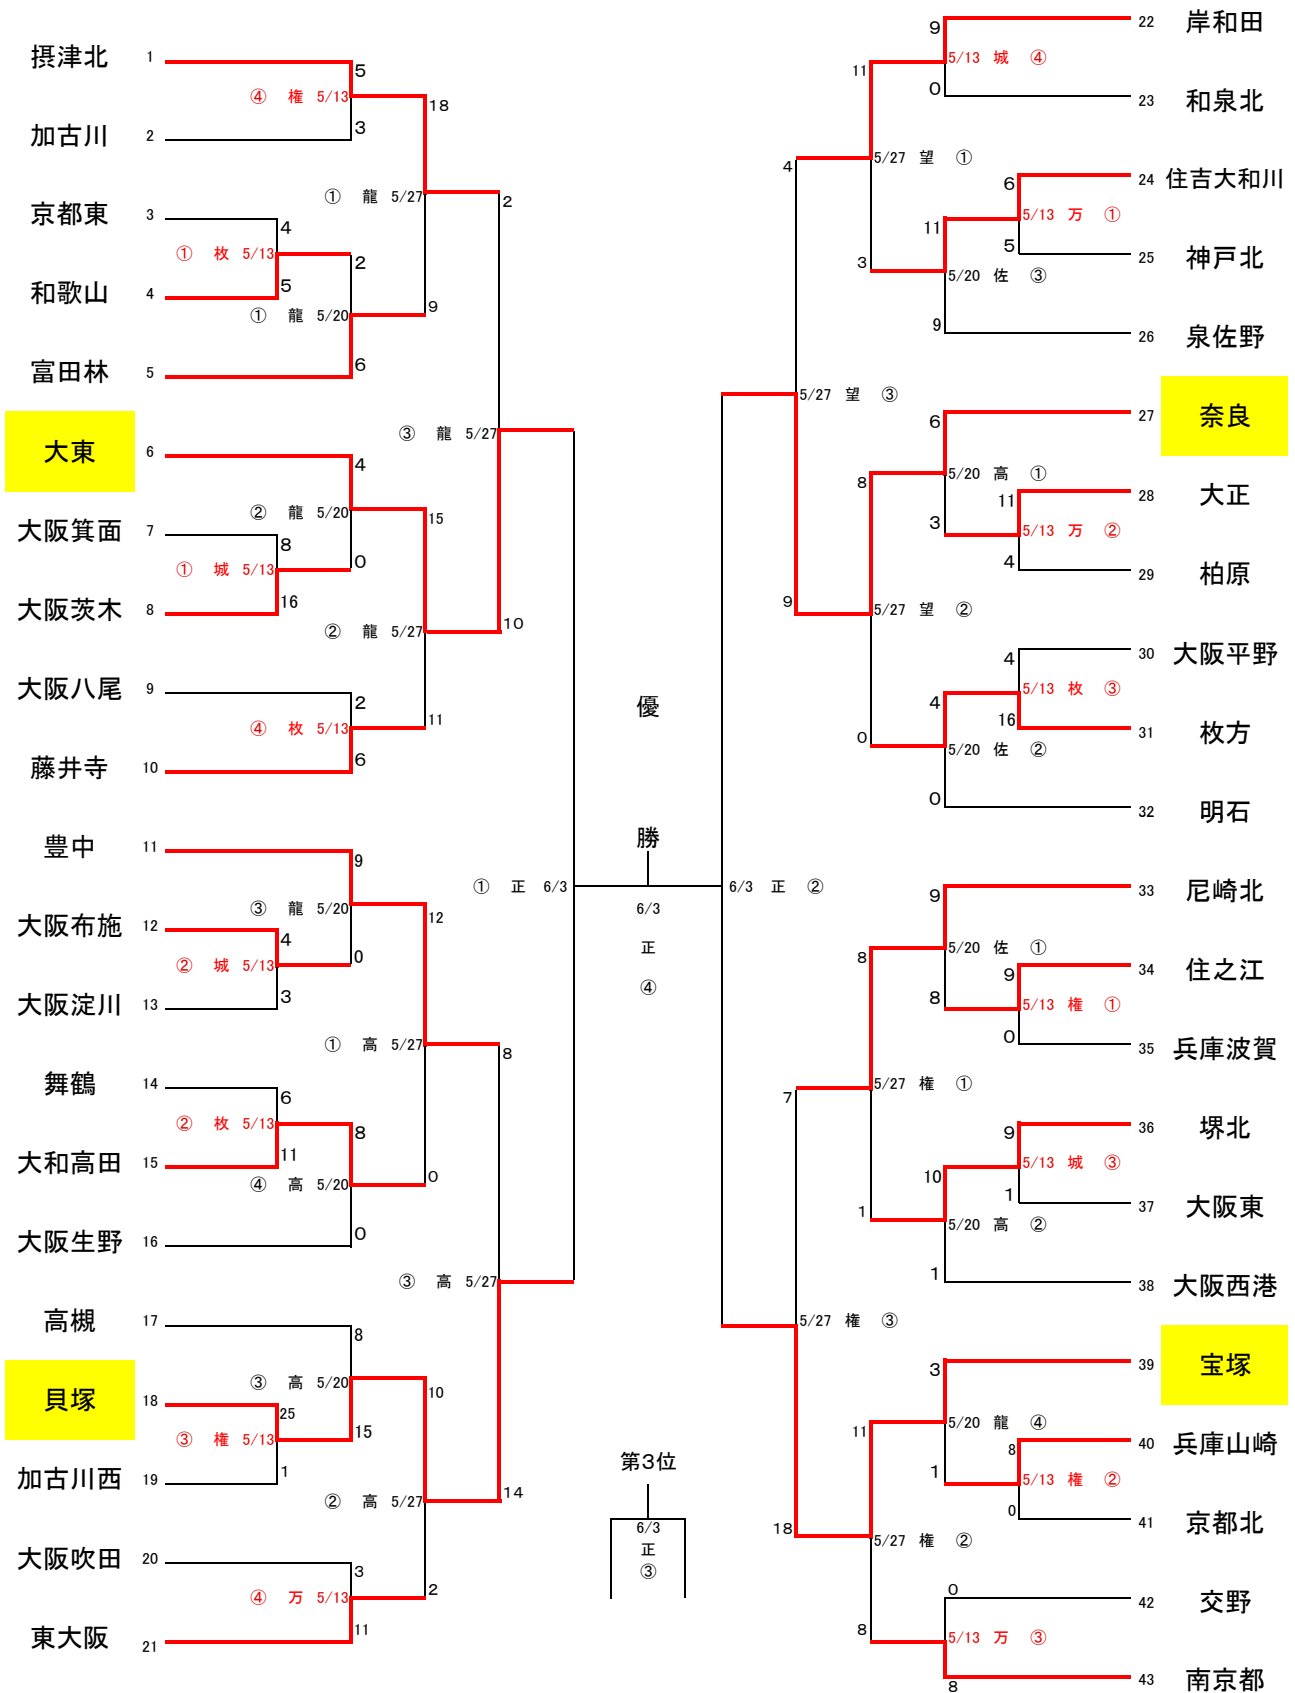 摂津北 1
5
④ 権 5/13
18
加古川 2
3
京都東 3
4
① 龍 5/27
2
① 枚 5/13
2
和歌山 4
5
① 龍 5/20
9
富田林 5
6
③ 龍 5/27
大東 6
4
② 龍 5/20
15
大阪箕面 7
8
① 城 5/13
0
大阪茨木 8
16
② 龍 5/27
10
大阪八尾 9
2
④ 枚 5/13
11
藤井寺 10
6
豊中 11
9
① 正 6/3
③ 龍 5/20
12
大阪布施 12
4
② 城 5/13
0
大阪淀川 13
3
① 高 5/27
8
舞鶴 14
6
② 枚 5/13
8
大和高田 15
11
④ 高 5/20
0
大阪生野 16
0
③ 高 5/27
高槻 17
8
③ 高 5/20
10
貝塚 18
25
③ 権 5/13
15
加古川西 19
1
② 高 5/27
14
大阪吹田 20
3
④ 万 5/13
2
東大阪 21
11
優
勝
6/3
正
④
第3位
6/3
正
③
9
22 岸和田
5/13 城 ④
11
0
23 和泉北
5/27 望 ①
4
6
24 住吉大和川
5/13 万 ①
11
5
25 神戸北
3
5/20 佐 ③
9
26 泉佐野
5/27 望 ③
6
27 奈良
5/20 高 ①
8
11
28 大正
3
5/13 万 ②
4
29 柏原
9
5/27 望 ②
4
30 大阪平野
5/13 枚 ③
4
16
31 枚方
0
5/20 佐 ②
0
32 明石
6/3 正 ②
9
33 尼崎北
5/20 佐 ①
8
9
34 住之江
8
5/13 権 ①
0
35 兵庫波賀
5/27 権 ①
7
9
36 堺北
5/13 城 ③
10
1
37 大阪東
1
5/20 高 ②
1
38 大阪西港
5/27 権 ③
3
39 宝塚
5/20 龍 ④
11
8
40 兵庫山崎
1
5/13 権 ②
0
41 京都北
18
5/27 権 ②
0
42 交野
8
5/13 万 ③
8
43 南京都